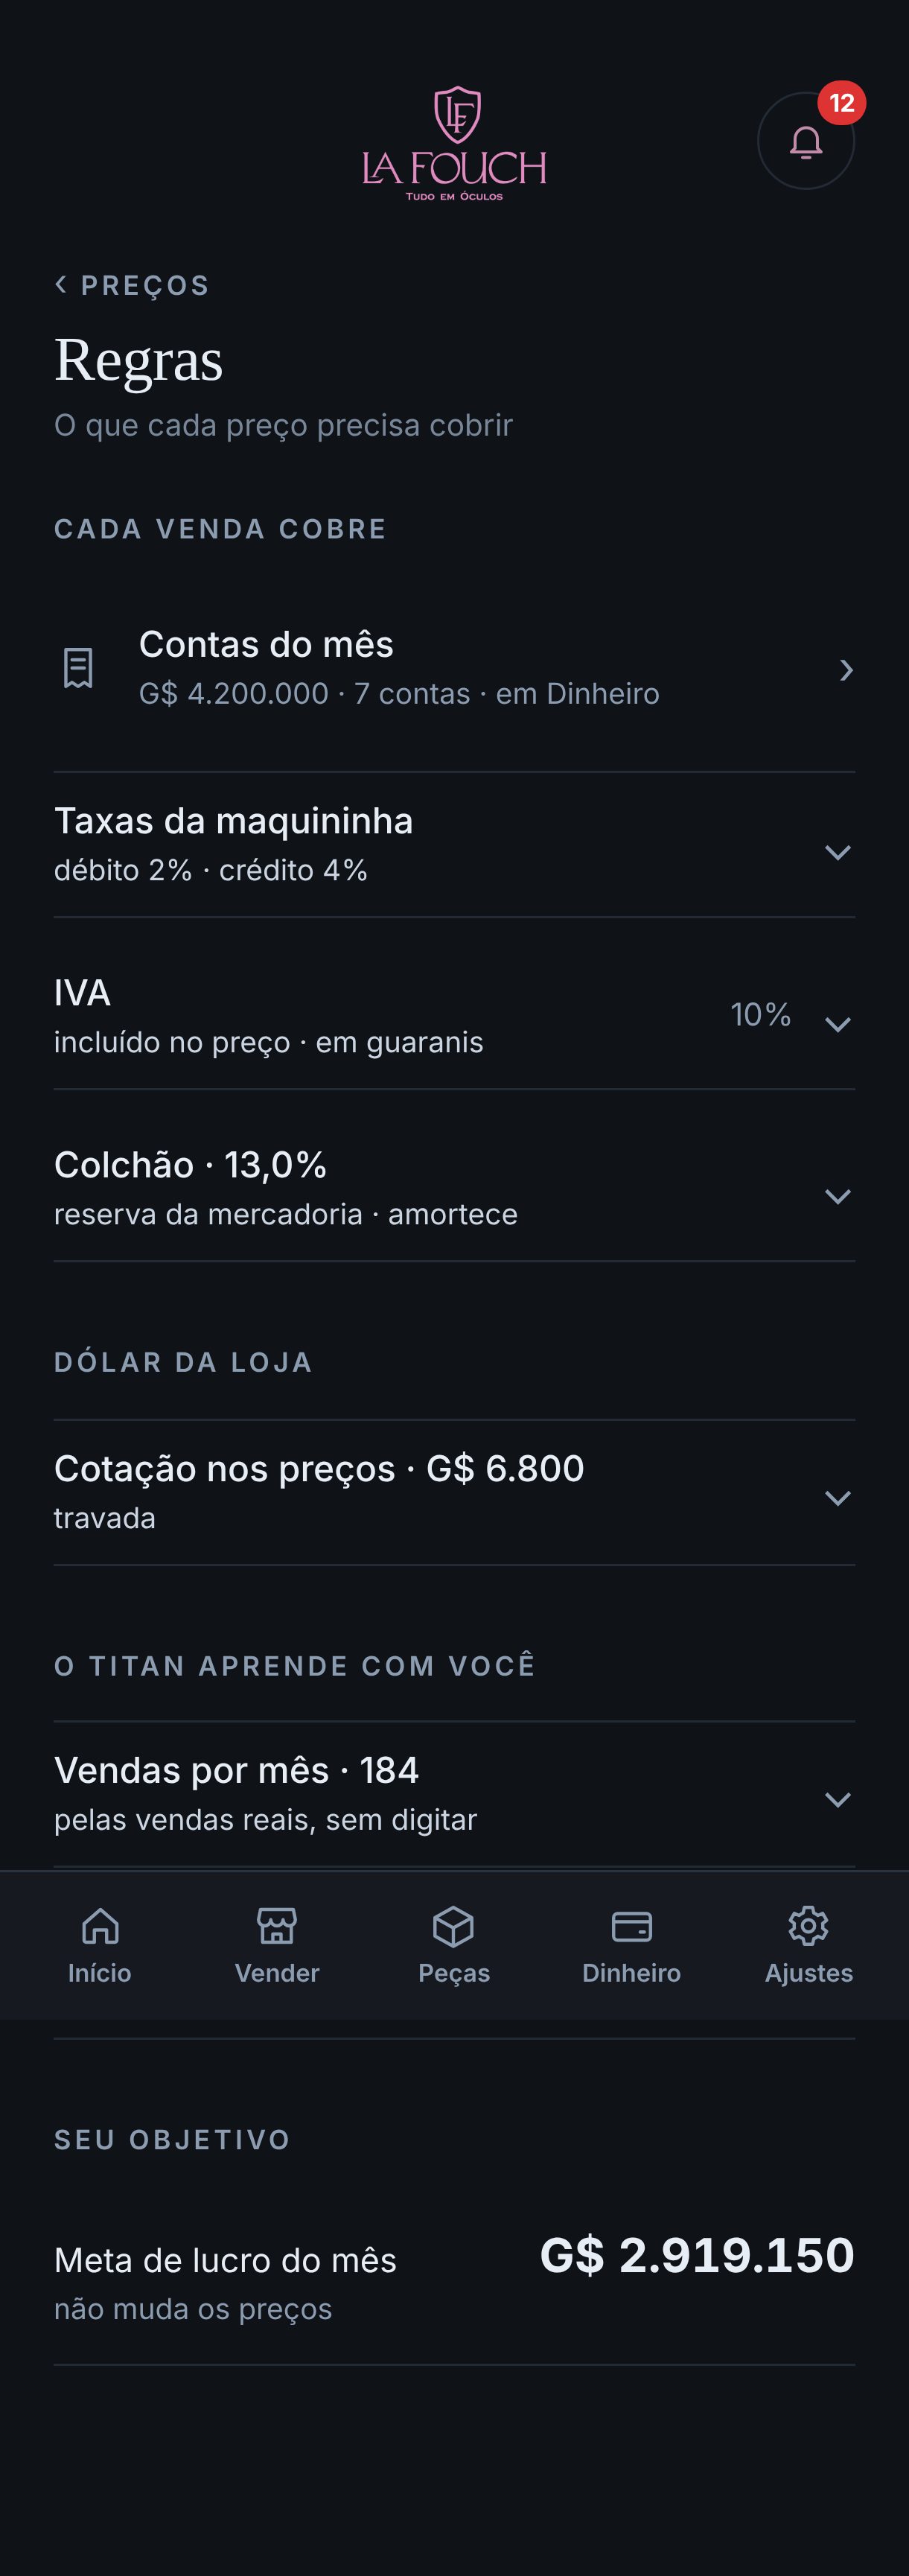 LF
LA FOUCH
TUDO EM ÓCULOS
12
‹ PREÇOS
Regras
O que cada preço precisa cobrir
CADA VENDA COBRE
Contas do mês
G$ 4.200.000 · 7 contas · em Dinheiro
Taxas da maquininha
débito 2% · crédito 4%
IVA
10%
incluído no preço · em guaranis
Colchão · 13,0%
reserva da mercadoria · amortece
DÓLAR DA LOJA
Cotação nos preços · G$ 6.800
travada
O TITAN APRENDE COM VOCÊ
Vendas por mês · 184
pelas vendas reais, sem digitar
Início
Vender
Peças
Dinheiro
Ajustes
SEU OBJETIVO
Meta de lucro do mês
G$ 2.919.150
não muda os preços